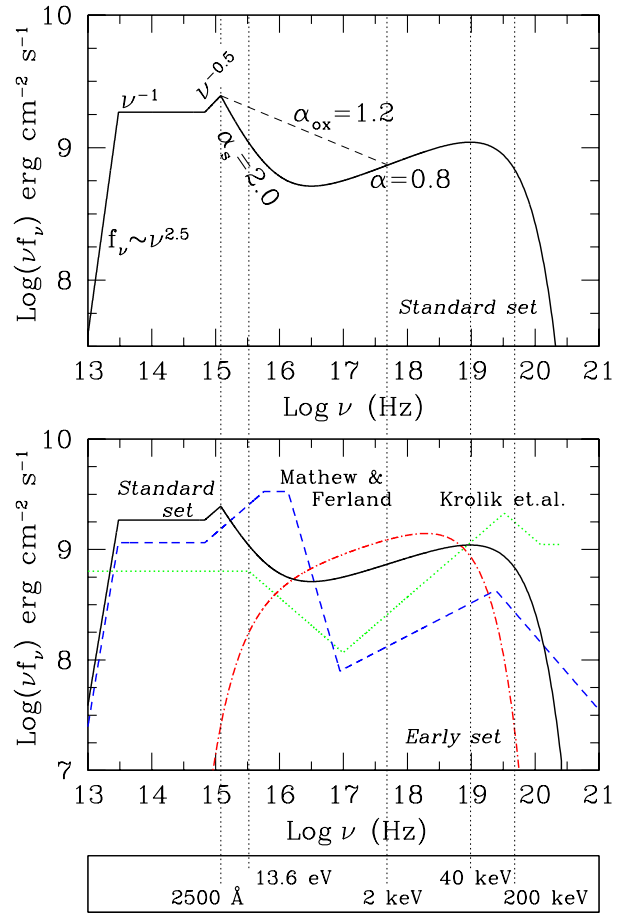 Log(νf_ν) erg cm⁻² s⁻¹
10
9
8
ν⁻¹
ν⁻⁰·⁵
α_ox=1.2
α_s=2.0
α=0.8
f_ν~ν²·⁵
Standard set
13 14 15 16 17 18 19 20 21
Log ν (Hz)
Log(νf_ν) erg cm⁻² s⁻¹
10
9
8
7
Standard
set
Mathew &
Ferland
Krolik et.al.
Early set
13 14 15 16 17 18 19 20 21
Log ν (Hz)
13.6 eV 40 keV
2500 Å 2 keV 200 keV